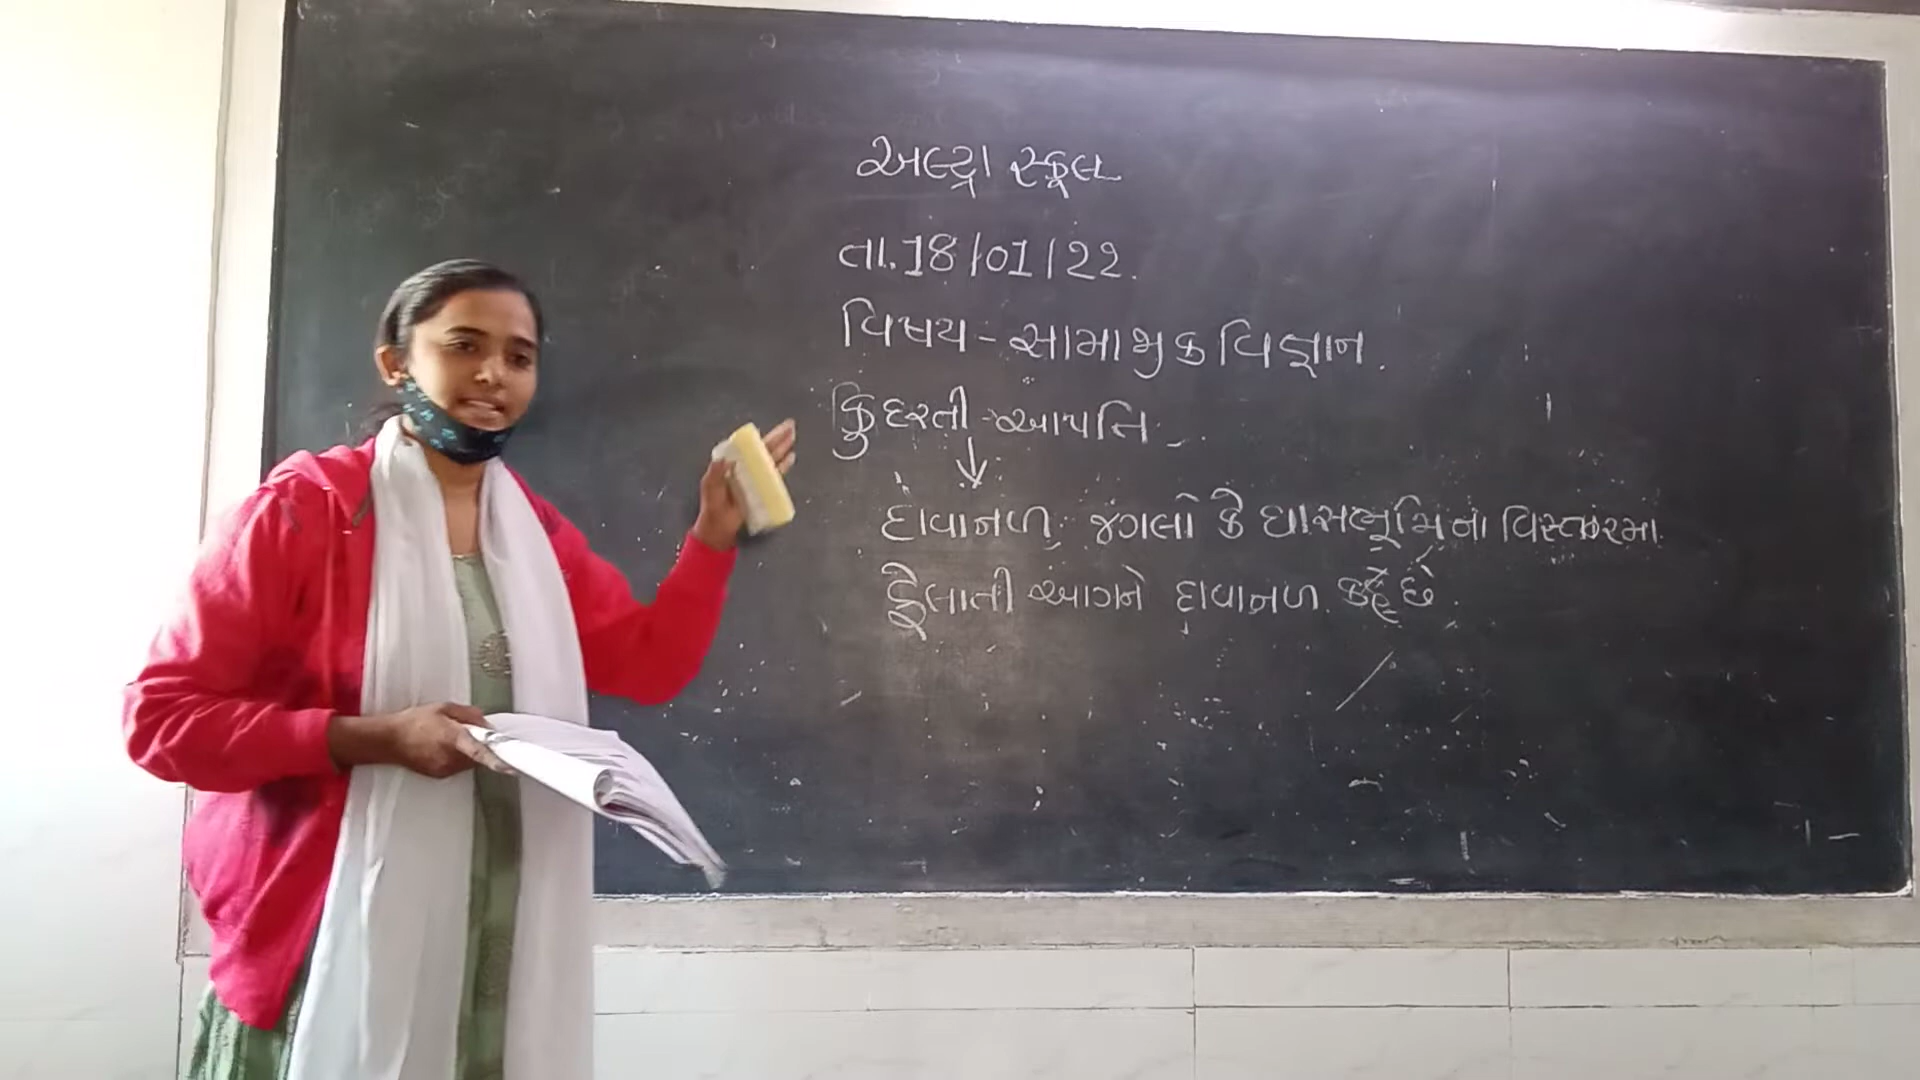 અલ્ટ્રા સ્કૂલ
તા.18/01/22.
વિષય - સામાજીક વિજ્ઞાન.
કુદરતી આપત્તિ -
↓
દાવાનળ: જંગલો કે ઘાસભૂમિના વિસ્તારમા
ફેલાતી આગને દાવાનળ કહે છે.